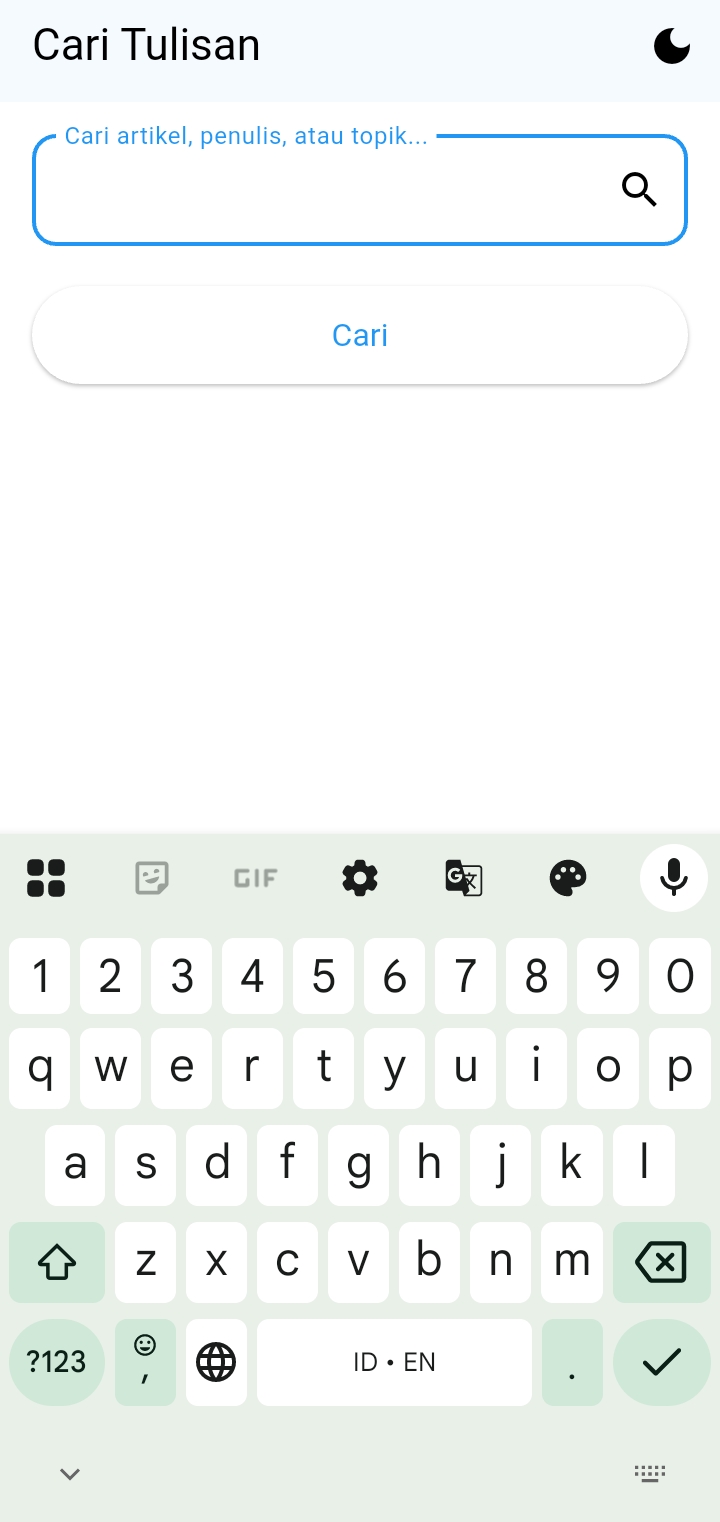 Cari Tulisan
Cari artikel, penulis, atau topik...
Cari
GIF
G 文
1 2 3 4 5 6 7 8 9 0
q w e r t y u i o p
a s d f g h j k l
z x c v b n m
?123 , ID • EN .